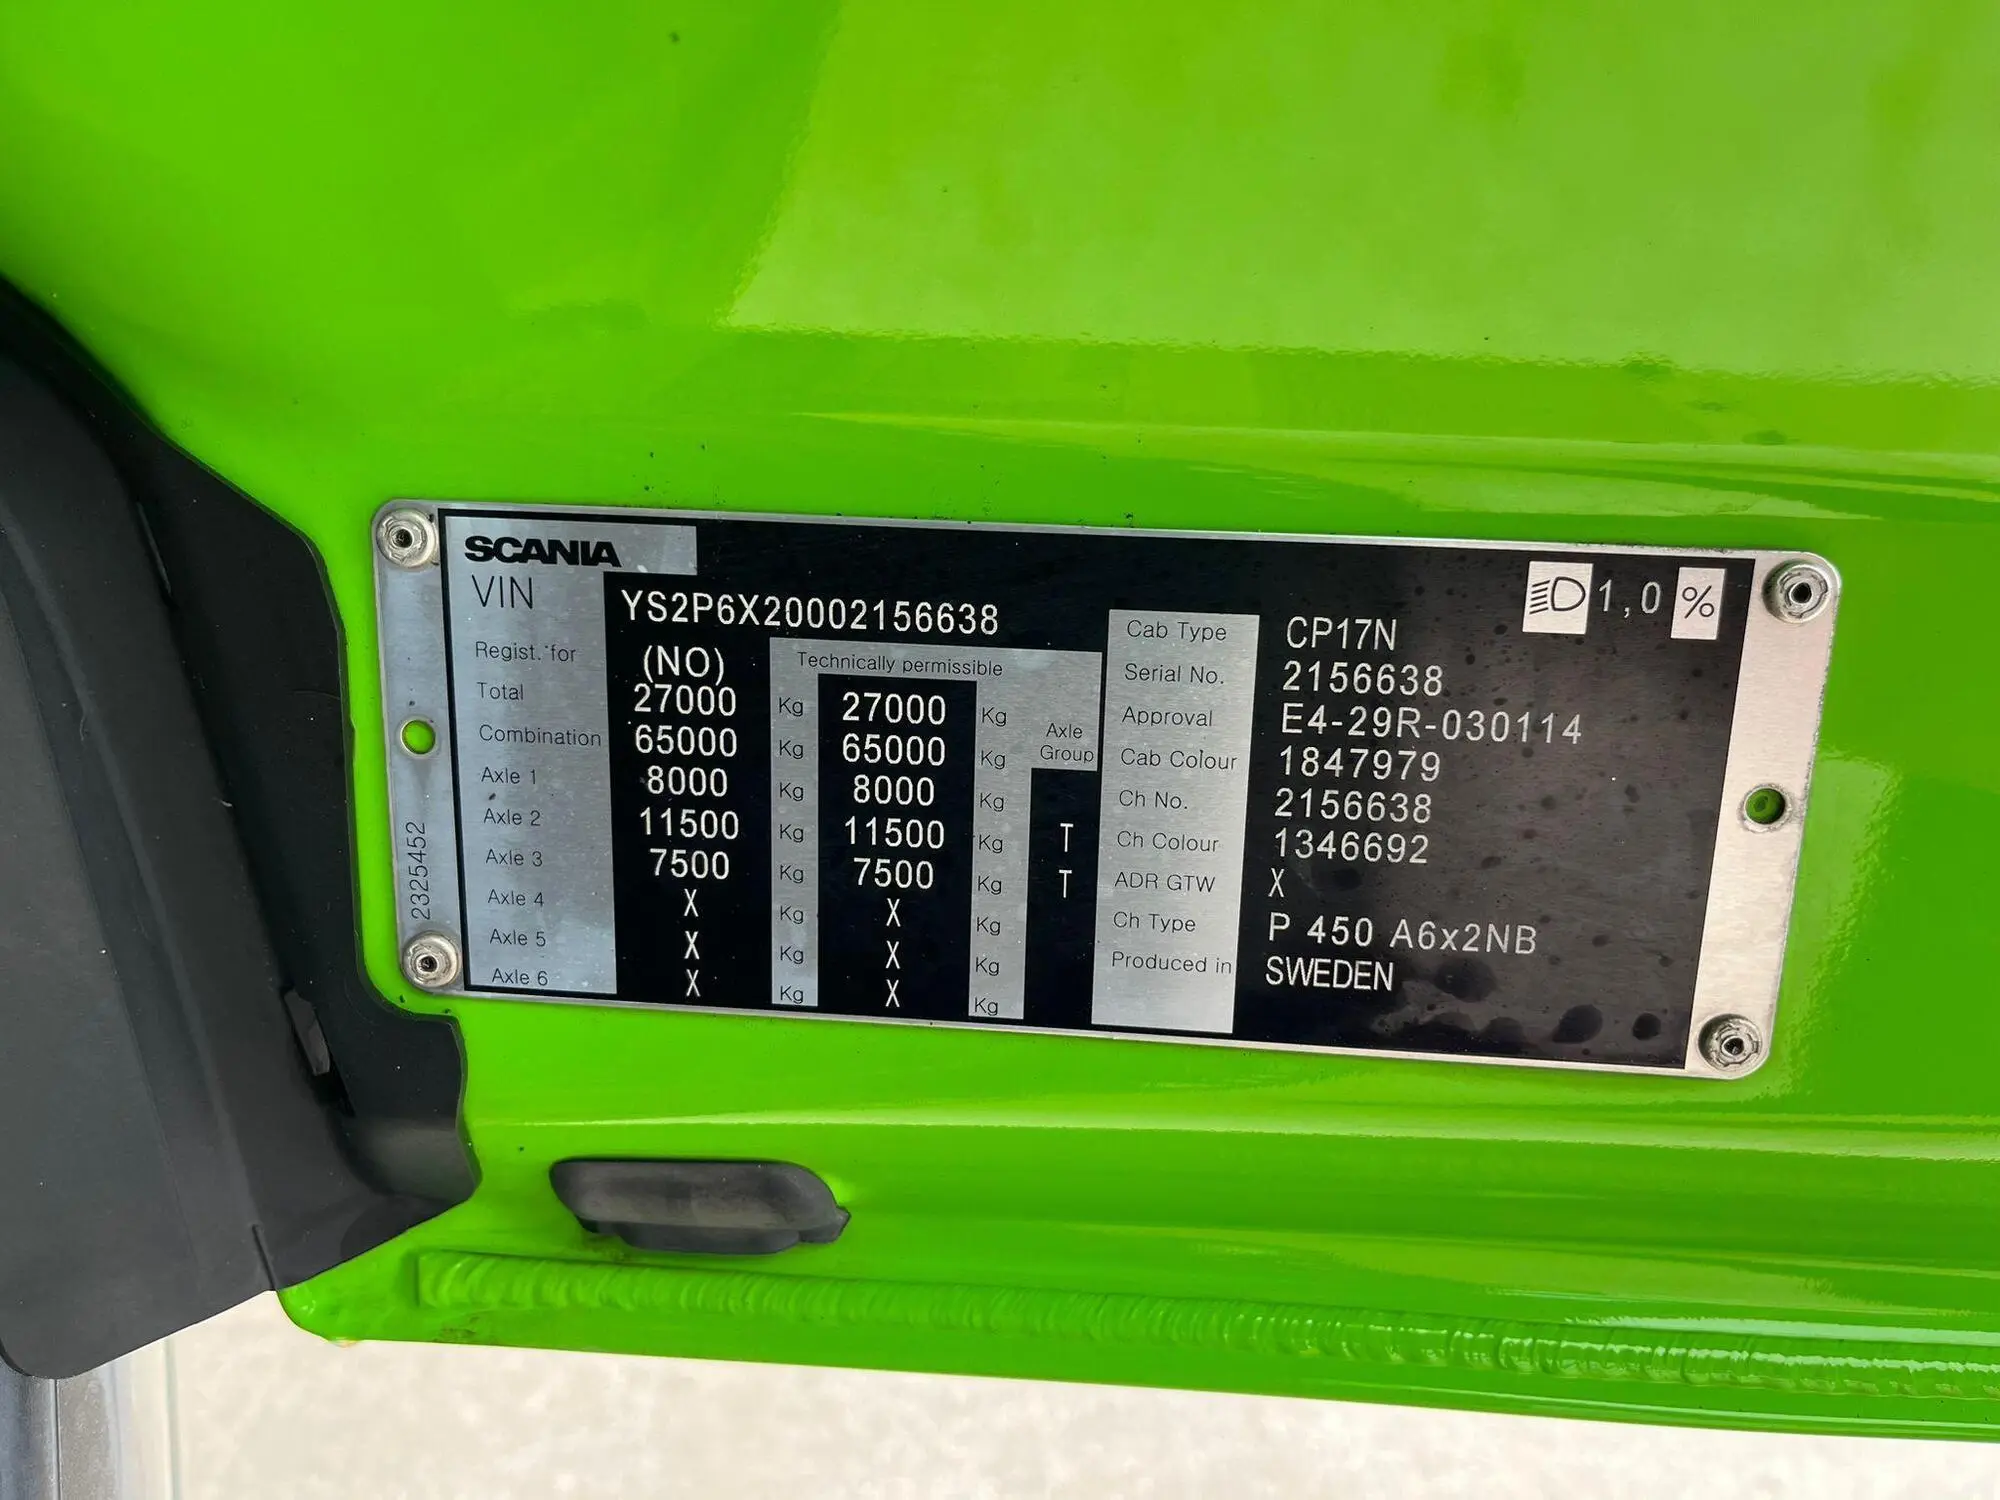 SCANIA
VIN YS2P6X20002156638
Regist. for (NO) Technically permissible
Total 27000 Kg 27000 Kg
Combination 65000 Kg 65000 Kg Axle Group
Axle 1 8000 Kg 8000 Kg
Axle 2 11500 Kg 11500 Kg T
Axle 3 7500 Kg 7500 Kg T
Axle 4 X Kg X Kg
Axle 5 X Kg X Kg
Axle 6 X Kg X Kg
2325452
1,0 %
Cab Type CP17N
Serial No. 2156638
Approval E4-29R-030114
Cab Colour 1847979
Ch No. 2156638
Ch Colour 1346692
ADR GTW X
Ch Type P 450 A6x2NB
Produced in SWEDEN